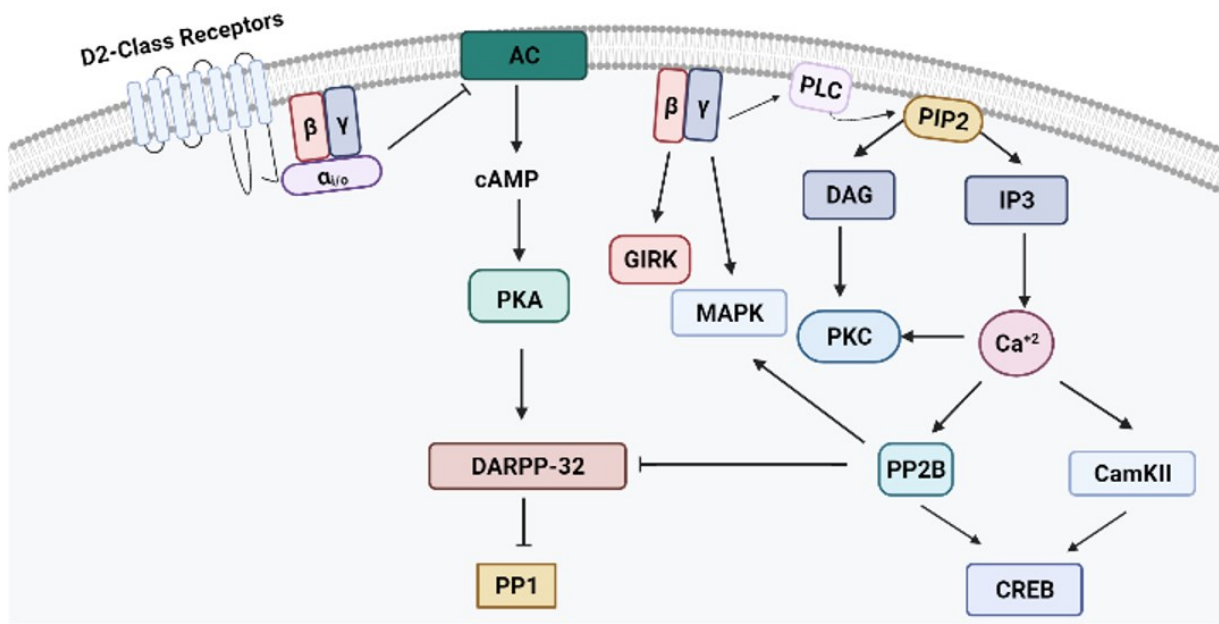 D2-Class Receptors
AC
β γ
αi/o
β γ
PLC
PIP2
cAMP
DAG
IP3
GIRK
PKA
MAPK
PKC
Ca+2
DARPP-32
PP2B
CamKII
PP1
CREB